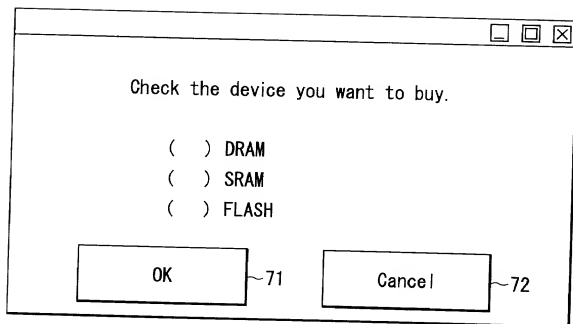 Check the device you want to buy.
( ) DRAM
( ) SRAM
( ) FLASH
OK 71 Cancel 72